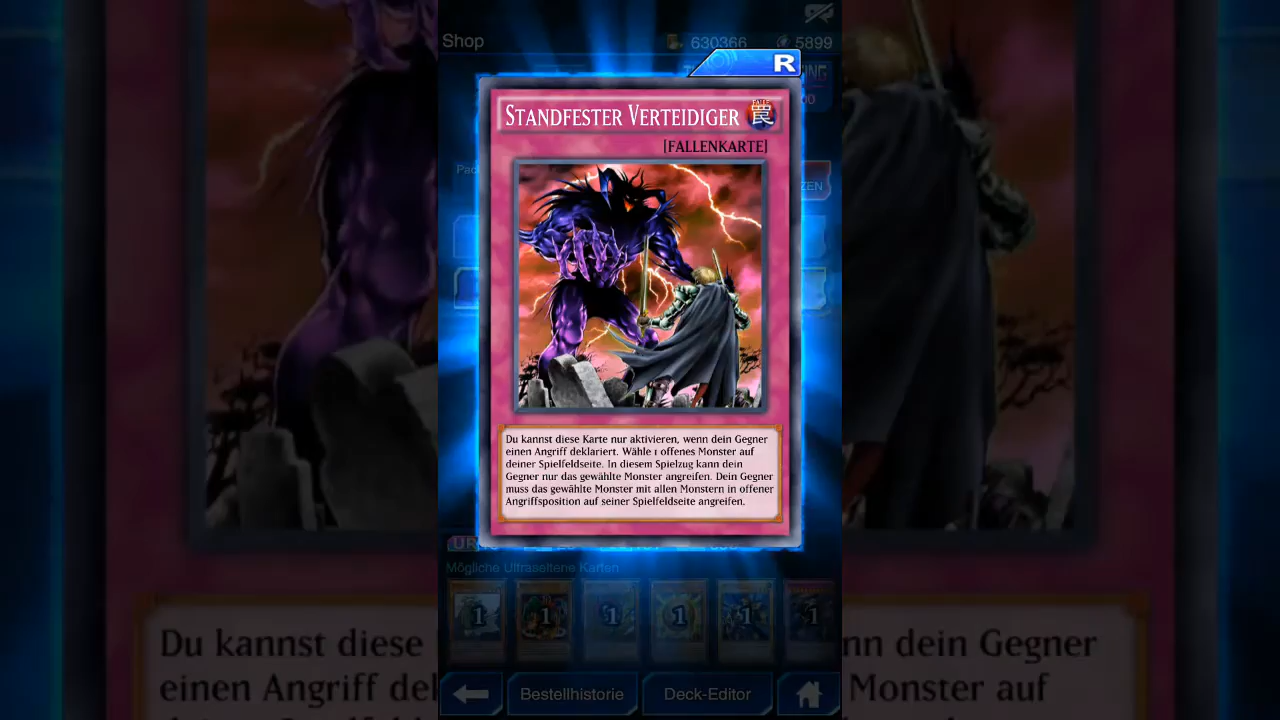 Shop
630366
5899
R
STANDFESTER VERTEIDIGER
FALLE
罠
[FALLENKARTE]
Du kannst diese Karte nur aktivieren, wenn dein Gegner
einen Angriff deklariert. Wähle 1 offenes Monster auf
deiner Spielfeldseite. In diesem Spielzug kann dein
Gegner nur das gewählte Monster angreifen. Dein Gegner
muss das gewählte Monster mit allen Monstern in offener
Angriffsposition auf seiner Spielfeldseite angreifen.
UR
Mögliche Ultraseltene Karten
1
1
1
1
1
1
Bestellhistorie
Deck-Editor
Du kannst diese
nn dein Gegner
einen Angriff
Monster auf